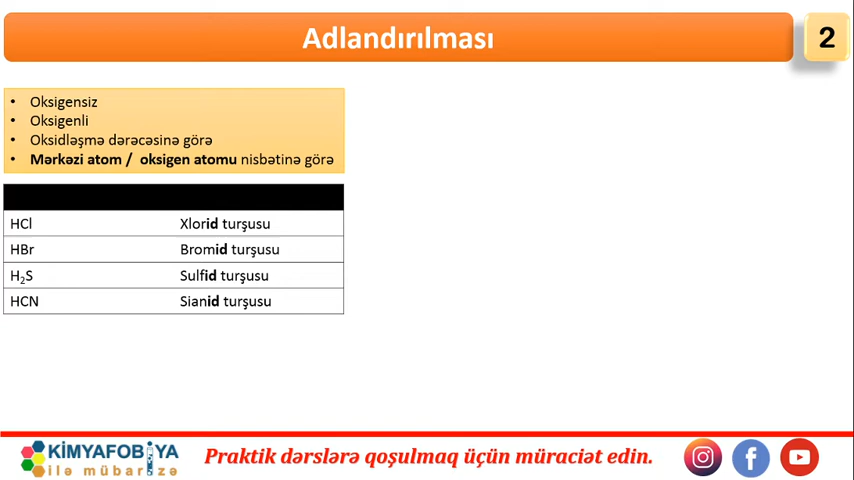 Adlandırılması
2
• Oksigensiz
• Oksigenli
• Oksidləşmə dərəcəsinə görə
• Mərkəzi atom / oksigen atomu nisbətinə görə
HCl Xlorid turşusu
HBr Bromid turşusu
H₂S Sulfid turşusu
HCN Sianid turşusu
KİMYAFOBİYA
ilə mübarizə
Praktik dərslərə qoşulmaq üçün müraciət edin.